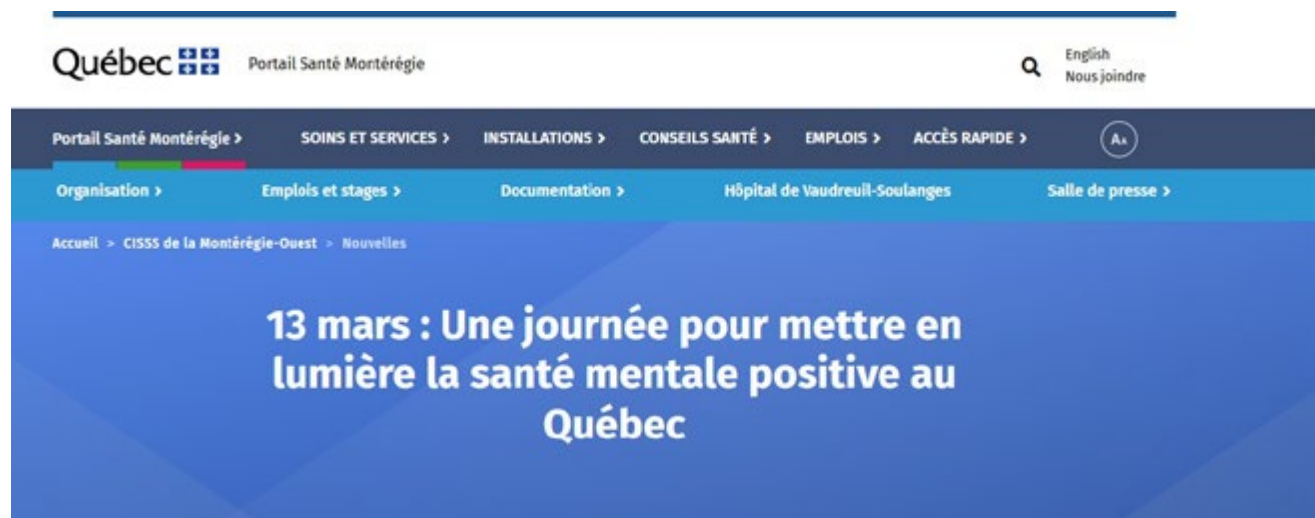 Québec
Portail Santé Montérégie
English
Nous joindre
Portail Santé Montérégie >
SOINS ET SERVICES >
INSTALLATIONS >
CONSEILS SANTÉ >
EMPLOIS >
ACCÈS RAPIDE >
AA
Organisation >
Emplois et stages >
Documentation >
Hôpital de Vaudreuil-Soulanges
Salle de presse >
Accueil > CISSS de la Montérégie-Ouest > Nouvelles
13 mars : Une journée pour mettre en
lumière la santé mentale positive au
Québec